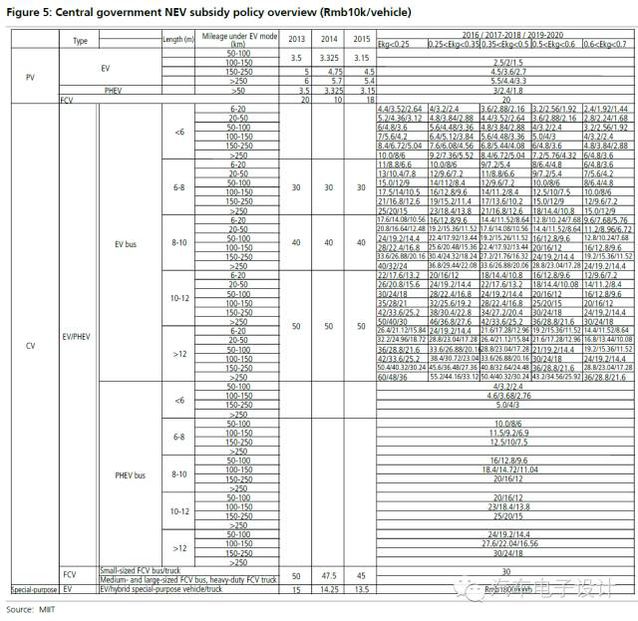 Figure 5: Central government NEV subsidy policy overview (Rmb10k/vehicle)
Type Length (m) Mileage under EV mode (km) 2013 2014 2015 2016 / 2017-2018 / 2019-2020
Ekg<0.25 0.25<Ekg<0.35 0.35<Ekg<0.5 0.5<Ekg<0.6 0.6<Ekg<0.7
PV EV 50-100 3.5 3.325 3.15
100-150 2.5/2/1.5
150-250 5 4.75 4.5 4.5/3.6/2.7
>250 6 5.7 5.4 5.5/4.4/3.3
PHEV >50 3.5 3.325 3.15 3/2.4/1.8
FCV 20 10 18 20
CV EV/PHEV EV bus <6 6-20 4.4/3.52/2.64 4/3.2/2.4 3.6/2.88/2.16 3.2/2.56/1.92 2.4/1.92/1.44
20-50 5.2/4.36/3.12 4.8/3.84/2.88 4.4/3.52/2.64 3.6/2.88/2.16 2.8/2.24/1.68
50-100 6/4.8/3.6 5.6/4.48/3.36 4.8/3.84/2.88 4/3.2/2.4 3.2/2.56/1.92
100-150 7/5.6/4.2 6.4/5.12/3.84 5.6/4.48/3.36 5.0/4/3 4/3.2/2.4
150-250 8.4/6.72/5.04 7.6/6.08/4.56 6.8/5.44/4.08 6/4.8/3.6 4.8/3.84/2.88
>250 10.0/8/6 9.2/7.36/5.52 8.4/6.72/5.04 7.2/5.76/4.32 6/4.8/3.6
6-8 30 30 30 6-20 11/8.8/6.6 10.0/8/6 9/7.2/5.4 8/6.4/4.8 6/4.8/3.6
20-50 13/10.4/7.8 12/9.6/7.2 11/8.8/6.6 9/7.2/5.4 7/5.6/4.2
50-100 15.0/12/9 14/112/8.4 12/9.6/7.2 10.0/8/6 8/6.4/4.8
100-150 17.5/14/10.5 16/12.8/9.6 14/11.2/8.4 12.5/10/7.5 10.0/8/6
150-250 21/16.8/12.6 19/15.2/11.4 17/13.6/10.2 15.0/12/9 12/9.6/7.2
>250 25/20/15 23/18.4/13.8 21/16.8/12.6 18/14.4/10.8 15.0/12/9
8-10 40 40 40 6-20 17.6/14.08/10.56 16/12.8/9.6 14.4/11.52/8.64 12.8/10.24/7.68 9.6/7.68/5.76
20-50 20.8/16.64/12.48 19.2/15.36/11.52 17.6/14.08/10.56 14.4/11.52/8.64 11.2/8.96/6.72
50-100 24/19.2/14.4 22.4/17.92/13.44 19.2/15.26/11.52 16/12.8/9.6 12.8/10.24/7.68
100-150 28/22.4/16.8 25.6/20.48/15.36 22.4/17.92/13.44 20/16/12 16/12.8/9.6
150-250 33.6/26.88/20.16 30.4/24.32/18.24 27.2/21.76/16.32 24/19.2/14.4 19.2/15.36/11.52
>250 40/32/24 36.8/29.44/22.08 33.6/26.88/20.06 28.8/23.04/17.28 24/19.2/14.4
10-12 50 50 50 6-20 22/17.6/13.2 20/16/12 18/14.4/10.8 16/12.8/9.6 12/9.6/7.2
20-50 26/20.8/15.6 24/19.2/14.4 22/17.6/13.2 18/14.4/10.08 14/11.2/8.4
50-100 30/24/18 28/22.4/16.8 24/19.2/14.4 20/16/12 16/12.8/9.6
100-150 35/28/21 32/25.6/19.2 28/22.4/16.8 25/20/15 20/16/12
150-250 42/33.6/25.2 38/30.4/22.8 34/27.2/20.4 30/24/18 24/19.2/14.4
>250 50/40/30 46/36.8/27.6 42/33.6/25.2 36/28.8/21.6 30/24/18
>12 6-20 26.4/21.12/15.84 24/19.2/14.4 21.6/17.28/12.96 19.2/15.36/11.52 14.4/11.52/8.64
20-50 32.2/24.96/18.72 28.8/23.04/17.28 26.4/21.12/15.84 21.6/17.28/12.96 16.8/13.44/10.08
50-100 36/28.8/21.6 33.6/26.88/20.16 28.8/23.04/17.28 21/19.2/14.4 19.2/15.36/11.52
100-150 42/33.6/25.2 38.4/30.72/23.04 33.6/26.88/20.16 30/24/18 24/19.2/14.4
150-250 50.4/40.32/30.24 45.6/36.48/27.36 40.8/32.64/24.48 36/28.8/21.6 28.8/23.04/17.28
>250 60/48/36 55.2/44.16/33.12 50.4/40.32/30.24 43.2/34.56/25.92 36/28.8/21.6
PHEV bus <6 50-100 4/3.2/2.4
100-150 4.6/3.68/2.76
150-250 5.0/4/3
>250
6-8 50-100 10.0/8/6
100-150 11.5/9.2/6.9
150-250 12.5/10/7.5
>250
8-10 50-100 16/12.8/9.6
100-150 18.4/14.72/11.04
150-250 20/16/12
>250
10-12 50-100 20/16/12
100-150 23/18.4/13.8
150-250 25/20/15
>250
>12 50-100 24/19.2/14.4
100-150 27.6/22.04/16.56
150-250 30/24/18
>250
FCV Small-sized FCV bus/truck 50 47.5 45 30
Medium- and large-sized FCV bus, heavy-duty FCV truck
Special-purpose EV EV/hybrid special-purpose vehicle/truck 15 14.25 13.5
汽车电子设计
Source: MIIT